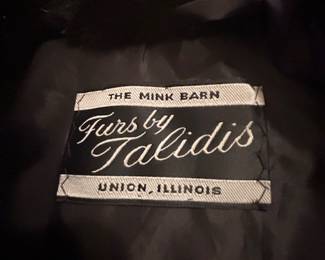 THE MINK BARN
Furs by
Talidis
UNION, ILLINOIS